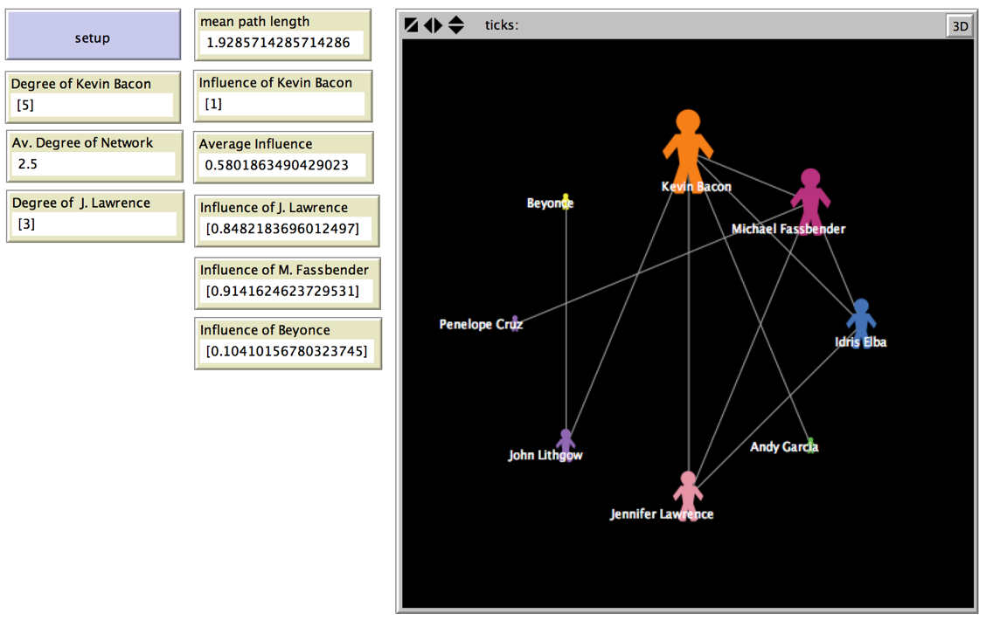 setup
mean path length
1.9285714285714286
Degree of Kevin Bacon
[5]
Influence of Kevin Bacon
[1]
Av. Degree of Network
2.5
Average Influence
0.5801863490429023
Degree of  J. Lawrence
[3]
Influence of J. Lawrence
[0.8482183696012497]
Influence of M. Fassbender
[0.9141624623729531]
Influence of Beyonce
[0.10410156780323745]
ticks:
3D
Kevin Bacon
Beyonce
Michael Fassbender
Penelope Cruz
Idris Elba
John Lithgow
Andy Garcia
Jennifer Lawrence